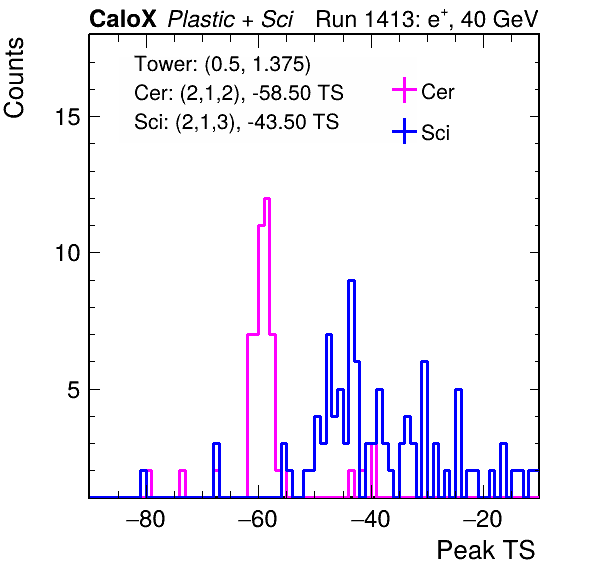 CaloX Plastic + Sci Run 1413: e⁺, 40 GeV
Counts
Tower: (0.5, 1.375)
Cer: (2,1,2), -58.50 TS
Sci: (2,1,3), -43.50 TS
Cer
Sci
15
10
5
−80 −60 −40 −20
Peak TS